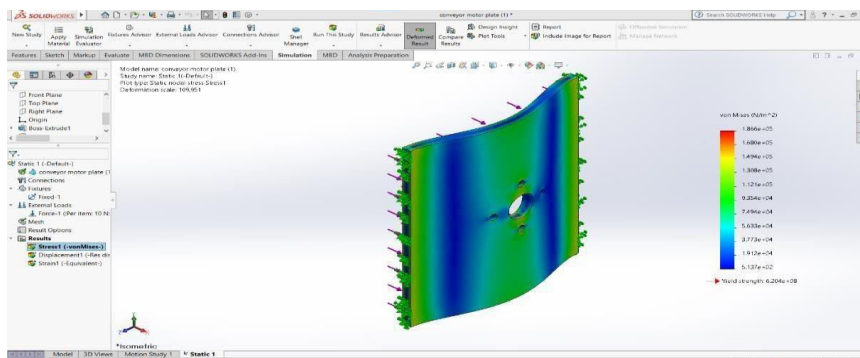 SOLIDWORKS
conveyor motor plate (1) *
Search SOLIDWORKS Help
New Study
Apply Material
Simulation Evaluator
Fixtures Advisor
External Loads Advisor
Connections Advisor
Shell Manager
Run This Study
Results Advisor
Deformed Result
Compare Results
Design Insight
Plot Tools
Report
Include Image for Report
Manage Network
Features
Sketch
Markup
Evaluate
MBD Dimensions
SOLIDWORKS Add-Ins
Simulation
MBD
Analysis Preparation
Model name: conveyor motor plate (1)
Study name: Static 1(-Default-)
Plot type: Static nodal stress Stress1
Deformation scale: 109,951
Front Plane
Top Plane
Right Plane
Origin
Boss-Extrude1
Static 1 (-Default-)
conveyor motor plate (1
Connections
Fixtures
Fixed-1
External Loads
Force-1 (:Per item: 10 N:
Mesh
Result Options
Results
Stress1 (-vonMises-)
Displacement1 (-Res dis
Strain1 (-Equivalent-)
von Mises (N/m^2)
1.866e+05
1.680e+05
1.494e+05
1.308e+05
1.121e+05
9.354e+04
7.494e+04
5.633e+04
3.773e+04
1.912e+04
5.137e+02
Yield strength: 6.204e+08
*Isometric
Model
3D Views
Motion Study 1
Static 1